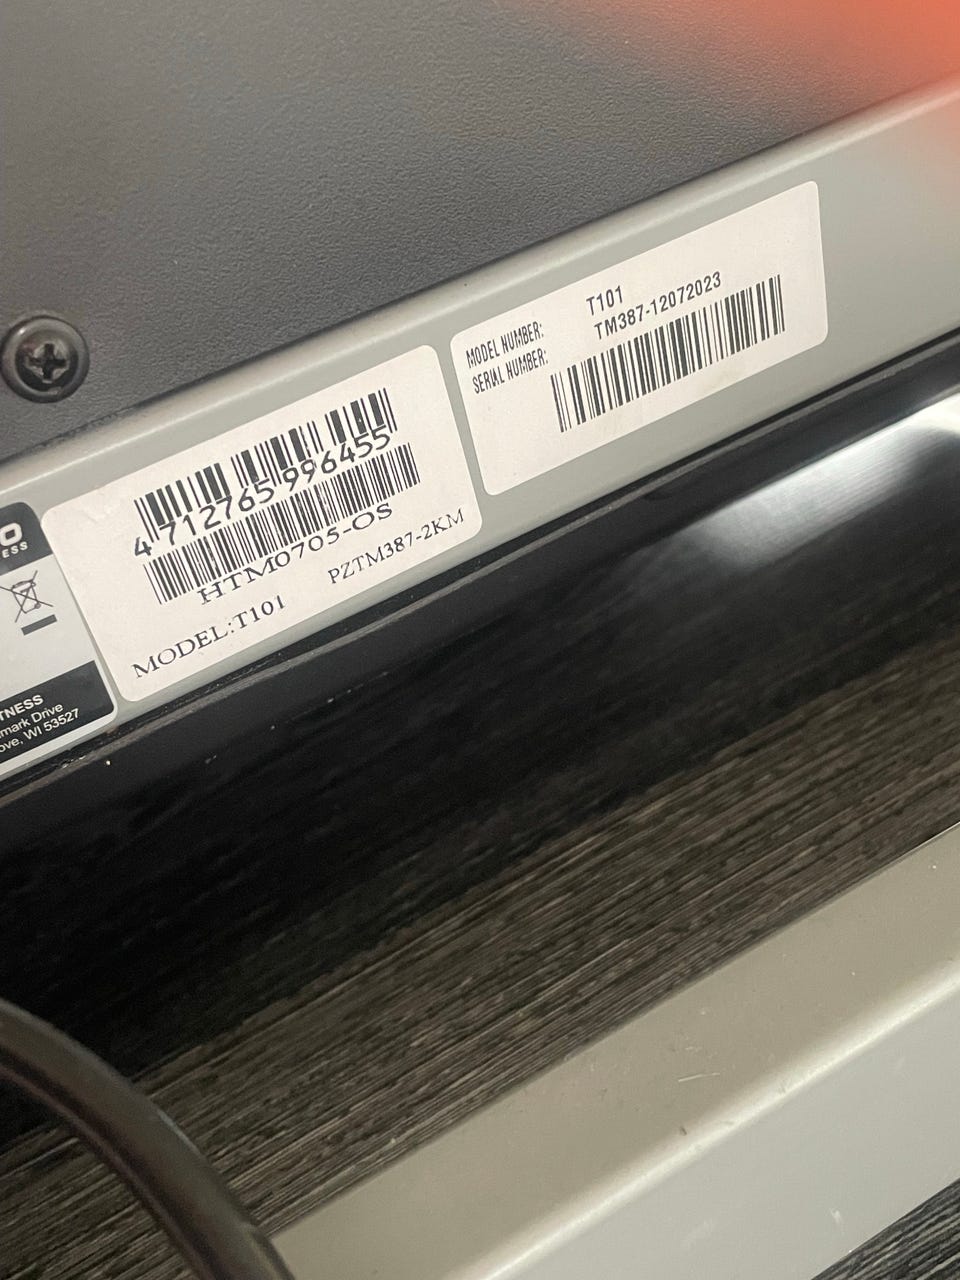 O
ESS
TNESS
mark Drive
ove, WI 53527
4 712765 996455
HTM0705-OS
MODEL:T101 PZTM387-2KM
MODEL NUMBER: T101
SERIAL NUMBER: TM387-12072023